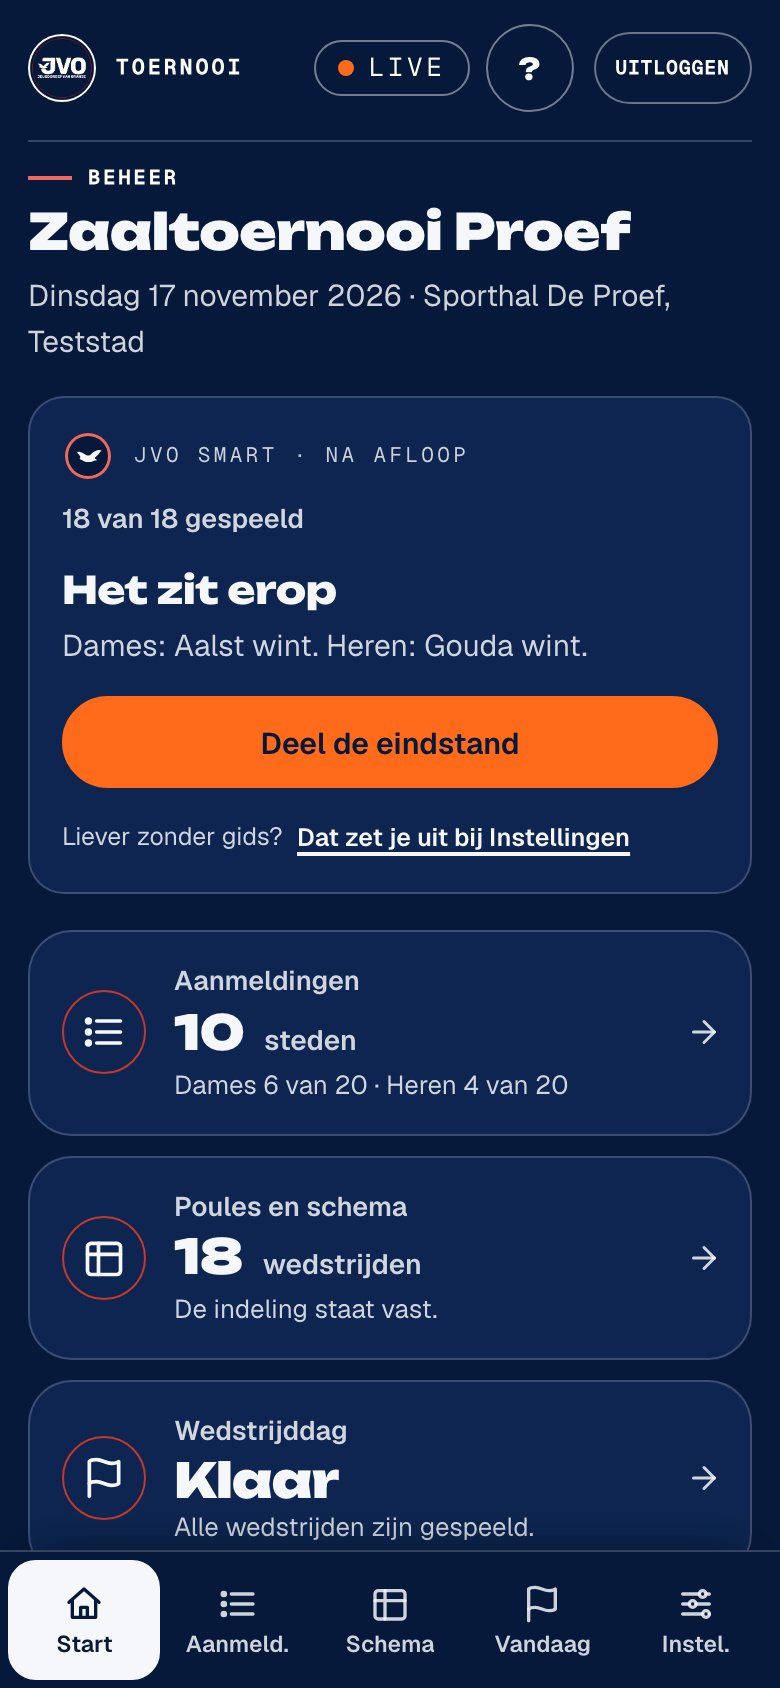 JVO
TOERNOOI
LIVE
?
UITLOGGEN
BEHEER
Zaaltoernooi Proef
Dinsdag 17 november 2026 · Sporthal De Proef,
Teststad
JVO SMART · NA AFLOOP
18 van 18 gespeeld
Het zit erop
Dames: Aalst wint. Heren: Gouda wint.
Deel de eindstand
Liever zonder gids? Dat zet je uit bij Instellingen
Aanmeldingen
10 steden
Dames 6 van 20 · Heren 4 van 20
Poules en schema
18 wedstrijden
De indeling staat vast.
Wedstrijddag
Klaar
Alle wedstrijden zijn gespeeld.
Start
Aanmeld.
Schema
Vandaag
Instel.